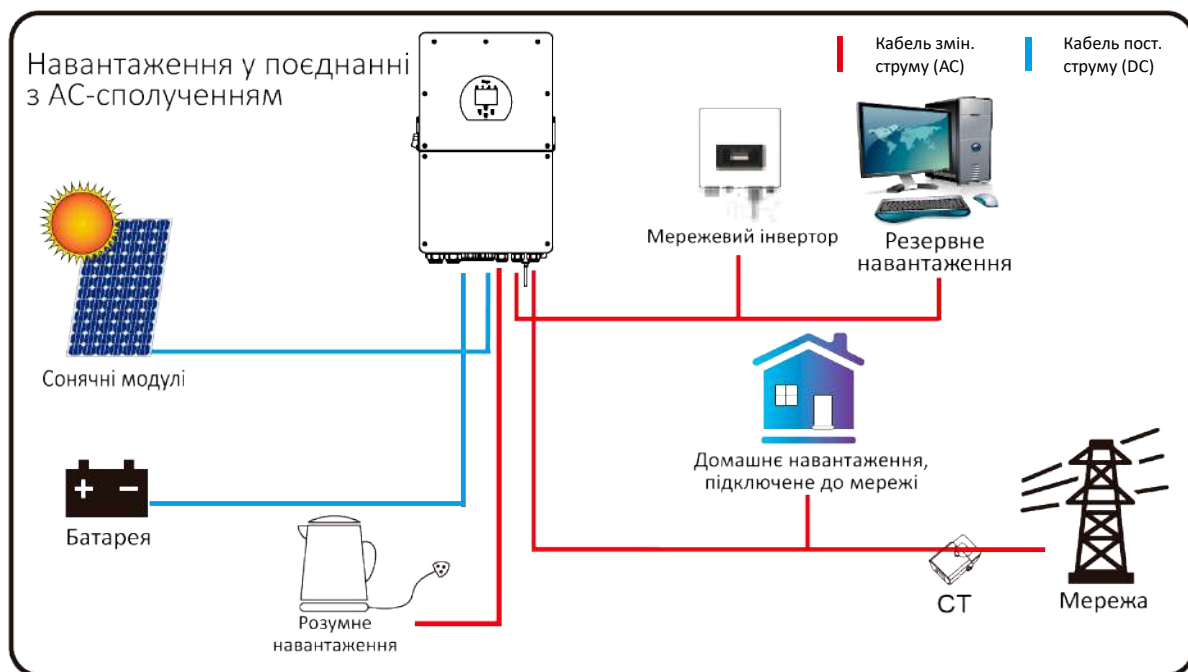 Навантаження у поєднанні
з АС-сполученням
Кабель змін.
струму (AC)
Кабель пост.
струму (DC)
Мережевий інвертор
Резервне
навантаження
Сонячні модулі
Домашнє навантаження,
підключене до мережі
Батарея
Розумне
навантаження
CT
Мережа